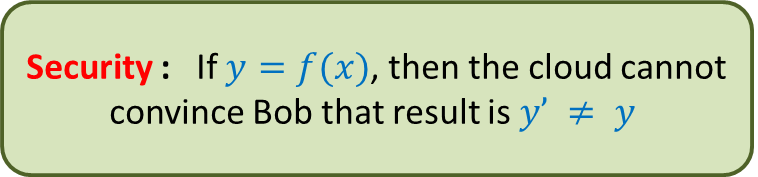 Security : If y = f(x), then the cloud cannot
convince Bob that result is y’ ≠ y